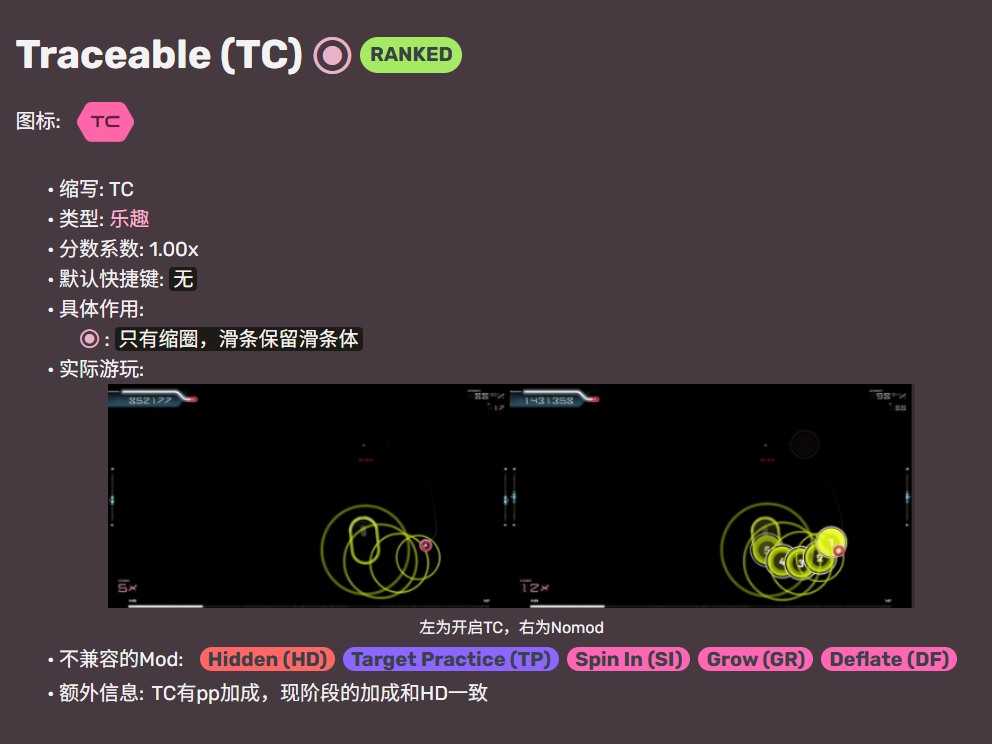 Traceable (TC) RANKED
图标: TC
• 缩写: TC
• 类型: 乐趣
• 分数系数: 1.00x
• 默认快捷键: 无
• 具体作用:
: 只有缩圈，滑条保留滑条体
• 实际游玩:
852177 1431358
5x 12x
左为开启TC，右为Nomod
• 不兼容的Mod: Hidden (HD) Target Practice (TP) Spin In (SI) Grow (GR) Deflate (DF)
• 额外信息: TC有pp加成，现阶段的加成和HD一致